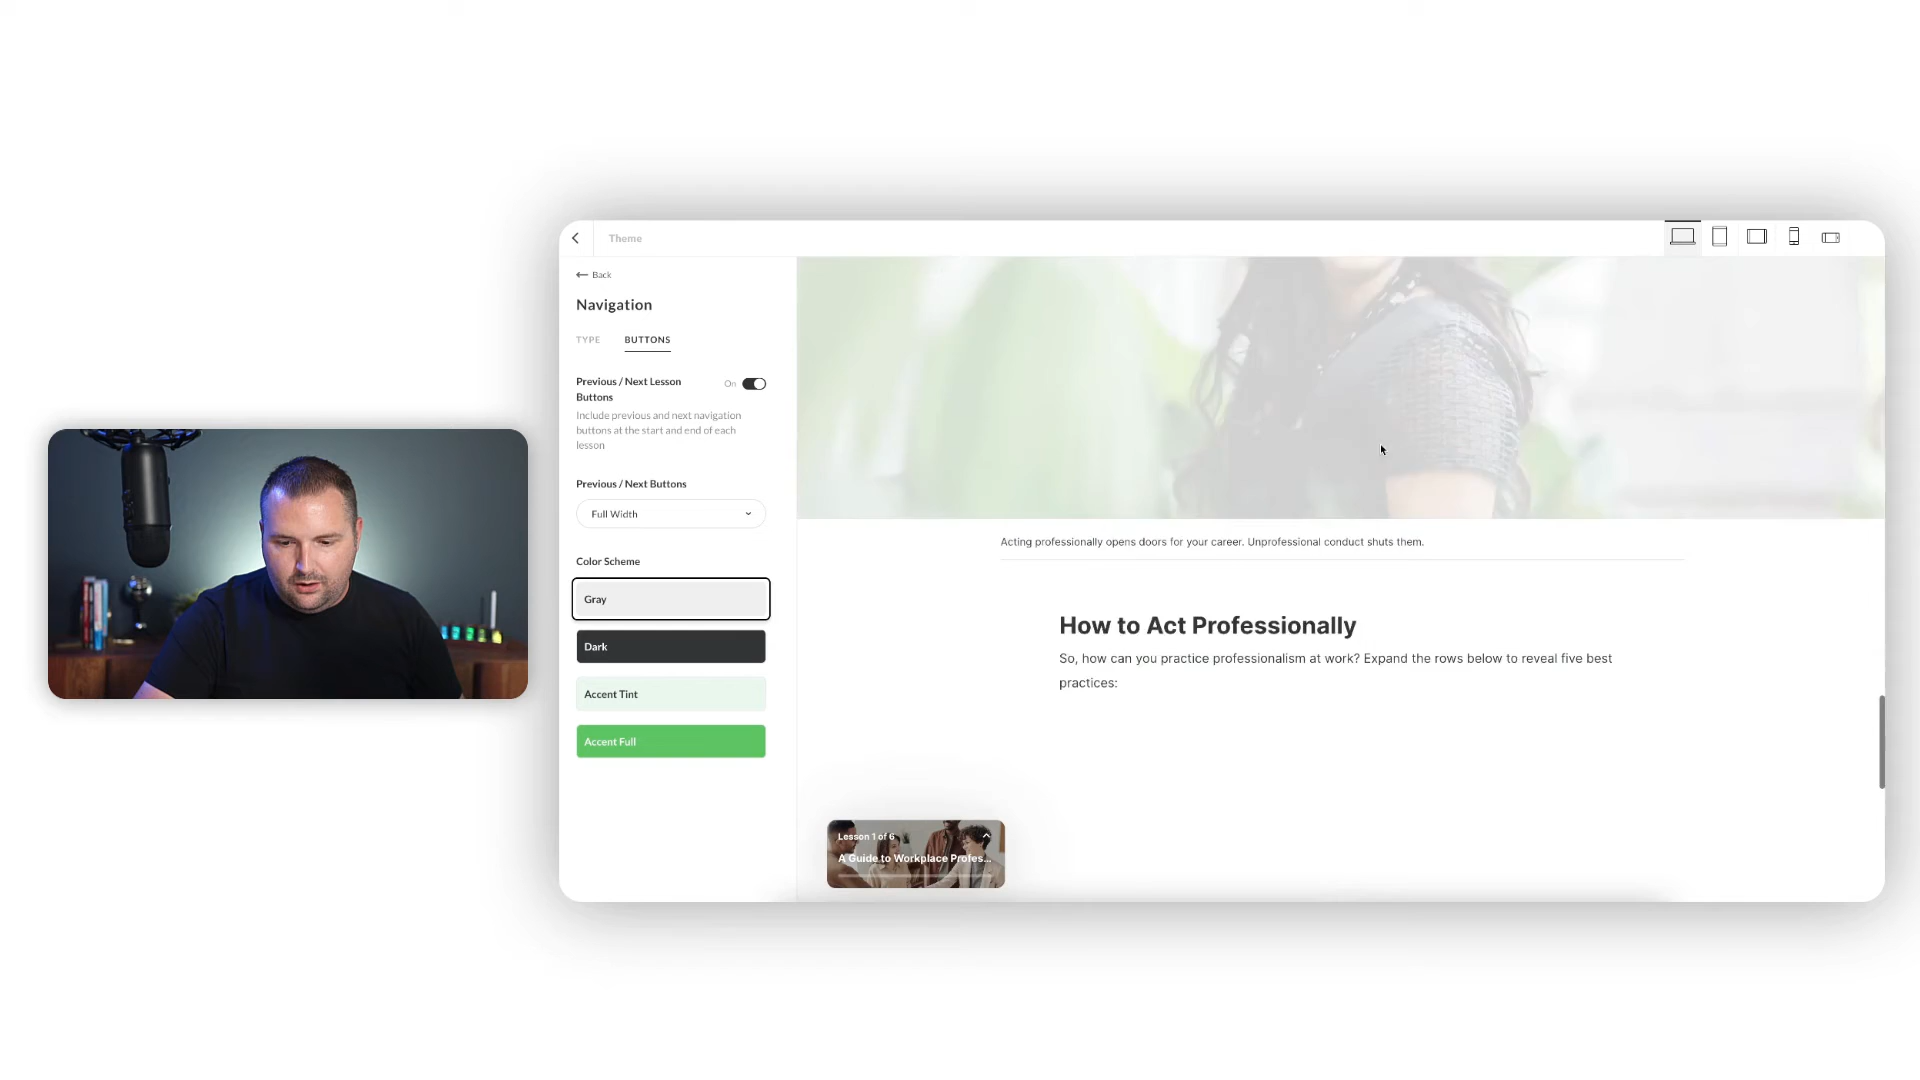 Theme
Back
Navigation
TYPE
BUTTONS
Previous / Next Lesson
Buttons
On
Include previous and next navigation
buttons at the start and end of each
lesson
Previous / Next Buttons
Full Width
Color Scheme
Gray
Dark
Accent Tint
Accent Full
Acting professionally opens doors for your career. Unprofessional conduct shuts them.
How to Act Professionally
So, how can you practice professionalism at work? Expand the rows below to reveal five best
practices:
Lesson 1 of 6
A Guide to Workplace Profes...